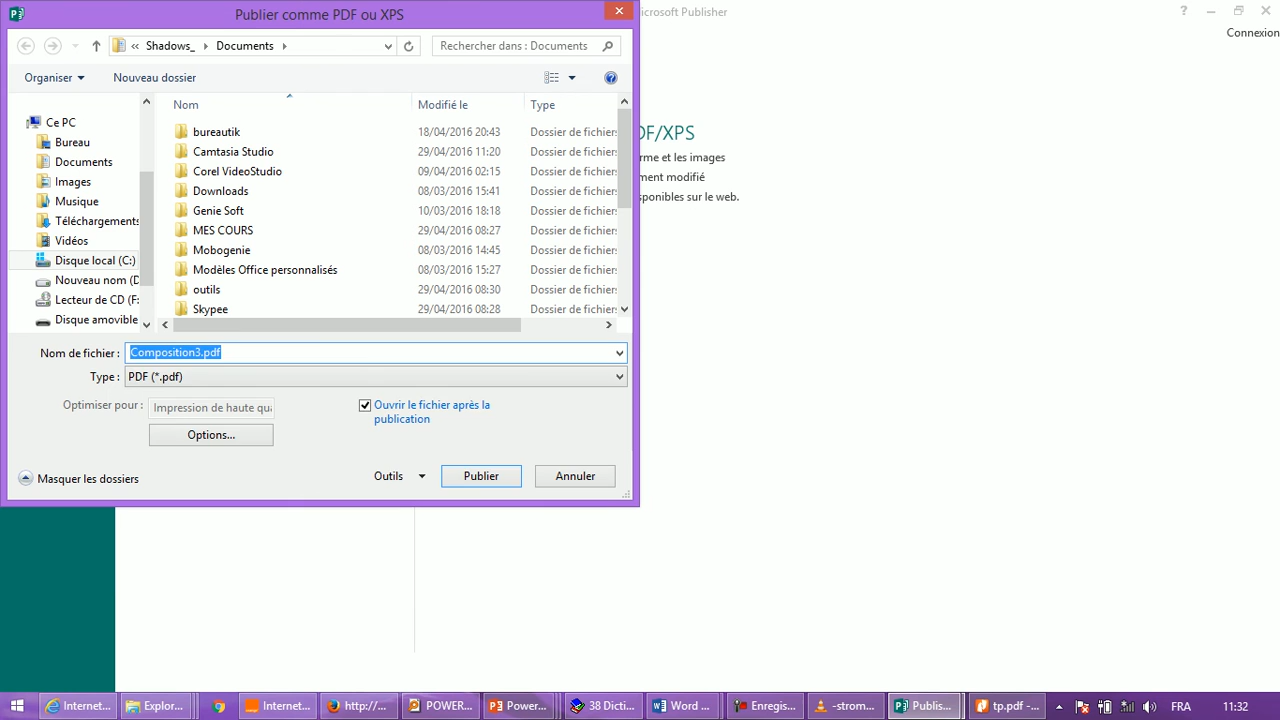 Publier comme PDF ou XPS
icrosoft Publisher
?
Connexion
« Shadows_ Documents
Rechercher dans : Documents
Organiser
Nouveau dossier
Nom
Modifié le
Type
Ce PC
Bureau
Documents
Images
Musique
Téléchargements
Vidéos
Disque local (C:)
Nouveau nom (D
Lecteur de CD (F:
Disque amovible
bureautik 18/04/2016 20:43 Dossier de fichiers
Camtasia Studio 29/04/2016 11:20 Dossier de fichiers
Corel VideoStudio 09/04/2016 02:15 Dossier de fichiers
Downloads 08/03/2016 15:41 Dossier de fichiers
Genie Soft 10/03/2016 18:18 Dossier de fichiers
MES COURS 29/04/2016 08:27 Dossier de fichiers
Mobogenie 08/03/2016 14:45 Dossier de fichiers
Modèles Office personnalisés 08/03/2016 15:27 Dossier de fichiers
outils 29/04/2016 08:30 Dossier de fichiers
Skypee 29/04/2016 08:28 Dossier de fichiers
DF/XPS
rme et les images
ment modifié
sponibles sur le web.
Nom de fichier : Composition3.pdf
Type : PDF (*.pdf)
Optimiser pour : Impression de haute qua
Options...
Ouvrir le fichier après la
publication
Masquer les dossiers
Outils
Publier
Annuler
Internet...
Explor...
Internet...
http://...
POWER...
Power...
38 Dicti...
Word ...
Enregis...
-strom...
Publis...
tp.pdf -...
FRA
11:32